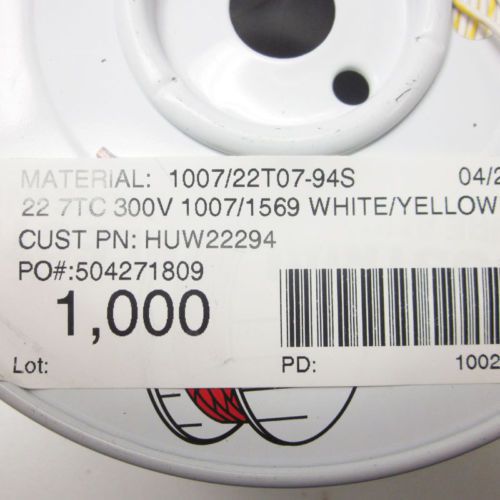 MATERIAL: 1007/22T07-94S 04/2
22 7TC 300V 1007/1569 WHITE/YELLOW
CUST PN: HUW22294
PO#:504271809
1,000
Lot: PD: 1002